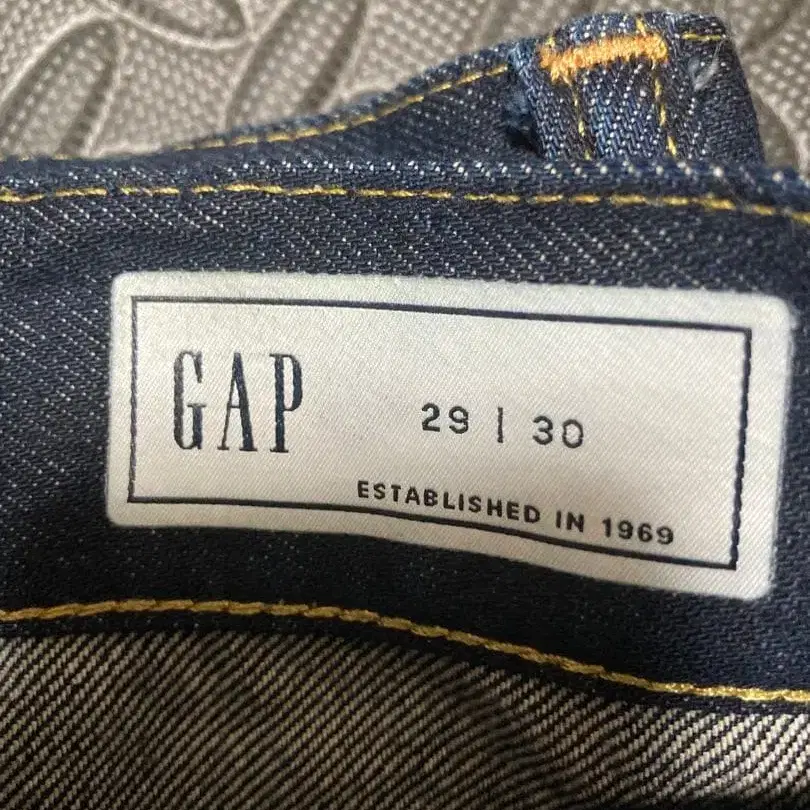 GAP 29 | 30
ESTABLISHED IN 1969